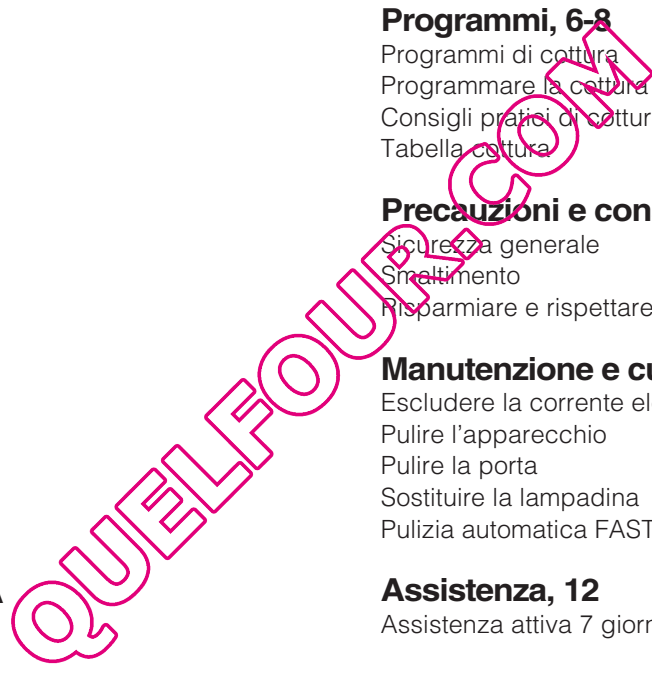 Programmi, 6-8
Programmi di cottura
Programmare la cottura
Consigli pratici di cottur
Tabella cottura
Precauzioni e con
Sicurezza generale
Smaltimento
Risparmiare e rispettare
Manutenzione e cu
Escludere la corrente el
Pulire l'apparecchio
Pulire la porta
Sostituire la lampadina
Pulizia automatica FAST
Assistenza, 12
Assistenza attiva 7 giorn
QUELFOUR.COM